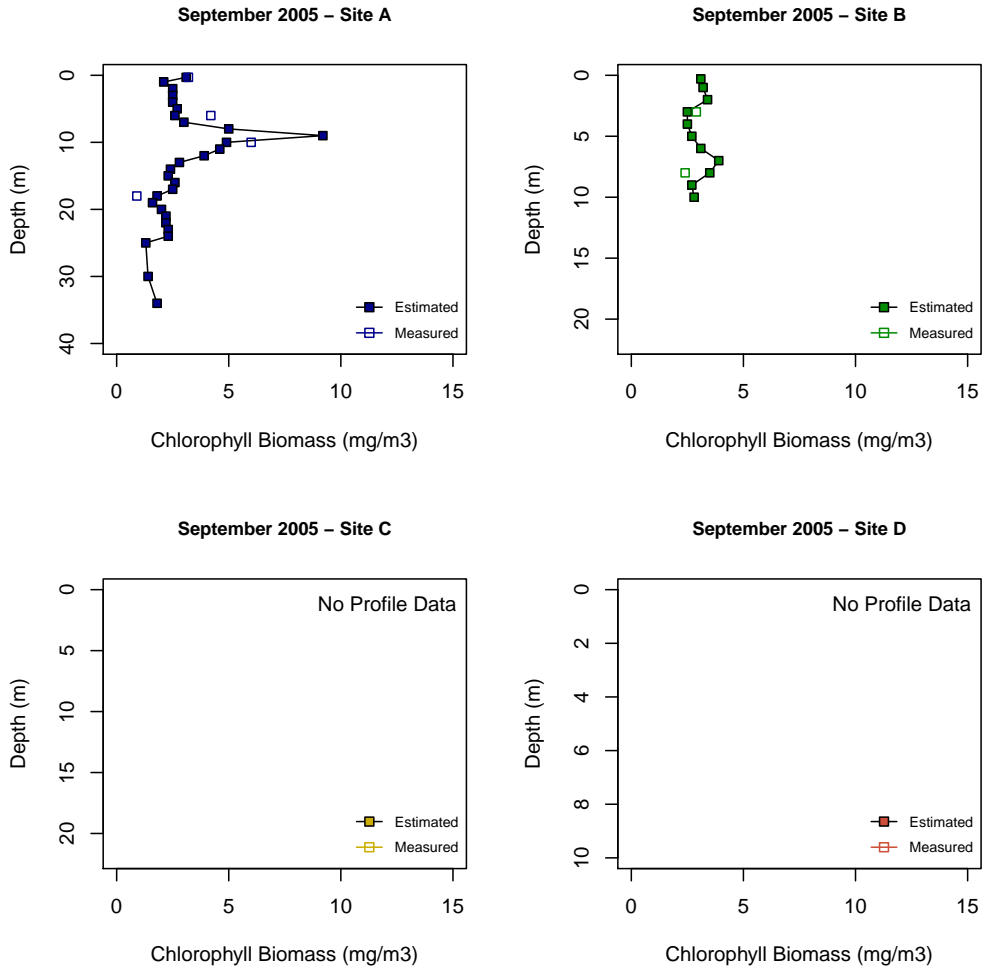 September 2005 – Site A
0
10
20
30
40
Depth (m)
Estimated
Measured
0 5 10 15
Chlorophyll Biomass (mg/m3)
September 2005 – Site B
0
5
10
15
20
Depth (m)
Estimated
Measured
0 5 10 15
Chlorophyll Biomass (mg/m3)
September 2005 – Site C
No Profile Data
0
5
10
15
20
Depth (m)
Estimated
Measured
0 5 10 15
Chlorophyll Biomass (mg/m3)
September 2005 – Site D
No Profile Data
0
2
4
6
8
10
Depth (m)
Estimated
Measured
0 5 10 15
Chlorophyll Biomass (mg/m3)